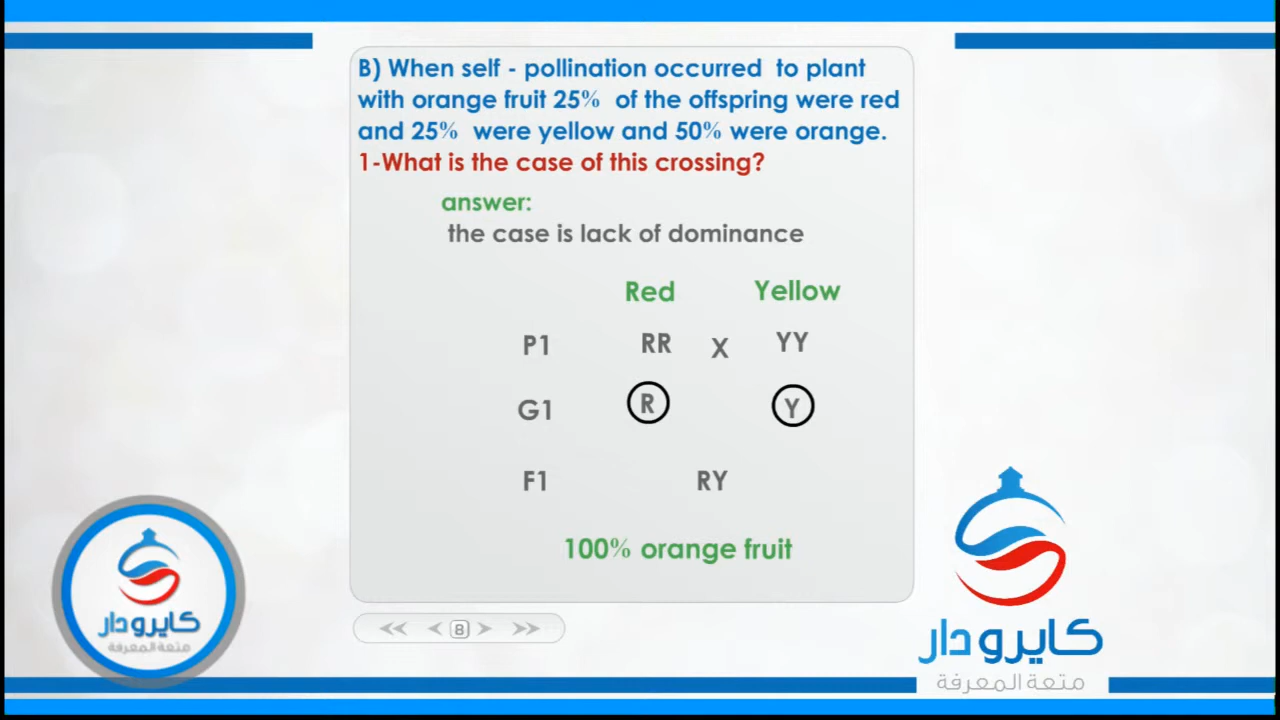 B) When self - pollination occurred to plant
with orange fruit 25% of the offspring were red
and 25% were yellow and 50% were orange.
1-What is the case of this crossing?
answer:
the case is lack of dominance
Red Yellow
P1 RR X YY
G1 R Y
F1 RY
100% orange fruit
B
كايرو دار
متعة المعرفة
كايرو دار
متعة المعرفة